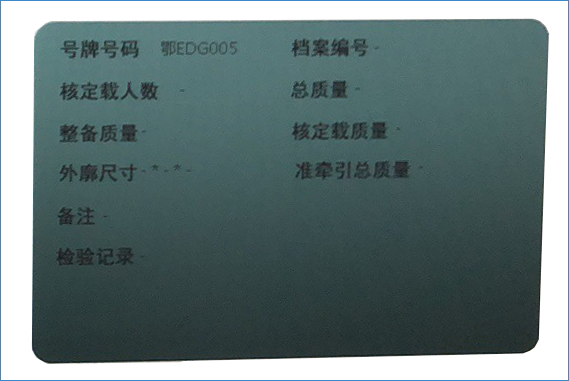 号牌号码 鄂EDG005 档案编号 -
核定载人数 - 总质量 -
整备质量 - 核定载质量 -
外廓尺寸 - * - * - 准牵引总质量 -
备注 -
检验记录 -